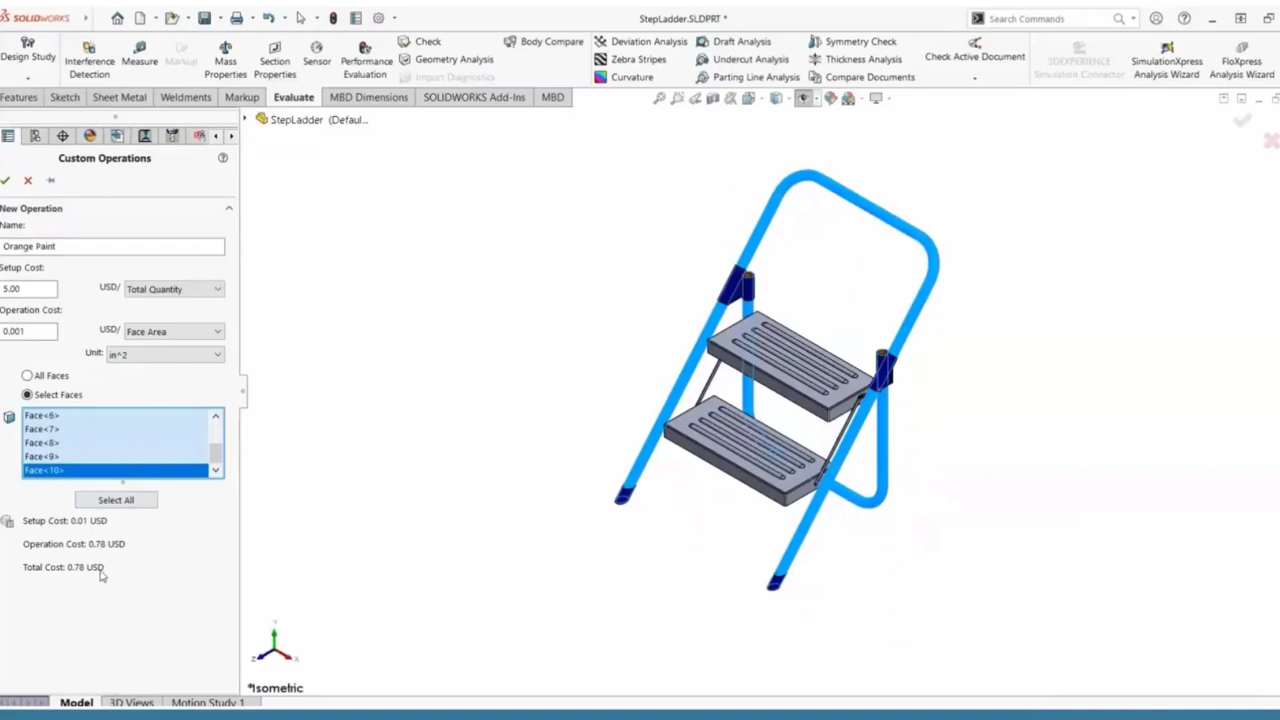 SOLIDWORKS
StepLadder.SLDPRT *
Search Commands
Design Study
Interference Detection
Measure
Markup
Mass Properties
Section Properties
Sensor
Performance Evaluation
Check
Geometry Analysis
Import Diagnostics
Body Compare
Deviation Analysis
Zebra Stripes
Curvature
Draft Analysis
Undercut Analysis
Parting Line Analysis
Symmetry Check
Thickness Analysis
Compare Documents
Check Active Document
3DEXPERIENCE
Simulation Connector
SimulationXpress
Analysis Wizard
FloXpress
Analysis Wizard
Features
Sketch
Sheet Metal
Weldments
Markup
Evaluate
MBD Dimensions
SOLIDWORKS Add-Ins
MBD
StepLadder (Defaul...
Custom Operations
New Operation
Name:
Orange Paint
Setup Cost:
5.00 USD/ Total Quantity
Operation Cost:
0.001 USD/ Face Area
Unit: in^2
All Faces
Select Faces
Face<6>
Face<7>
Face<8>
Face<9>
Face<10>
Select All
Setup Cost: 0.01 USD
Operation Cost: 0.78 USD
Total Cost: 0.78 USD
Y
Z
X
*Isometric
Model
3D Views
Motion Study 1